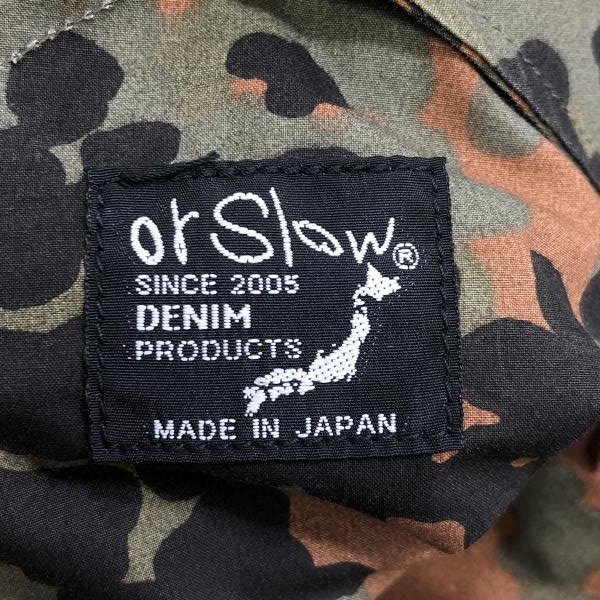 orSlow®
SINCE 2005
DENIM
PRODUCTS
MADE IN JAPAN